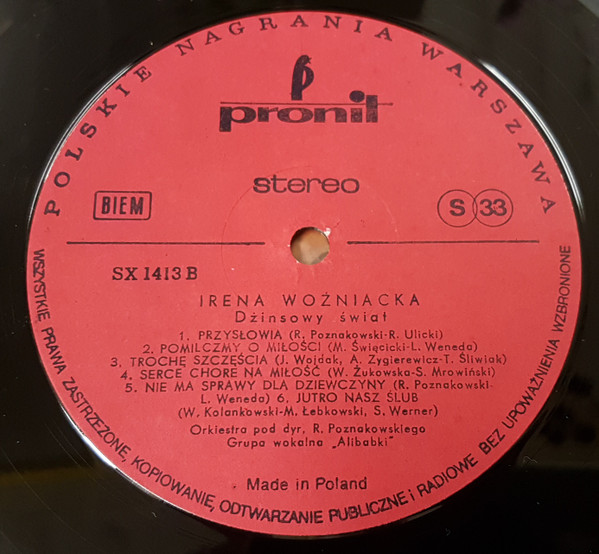 POLSKIE NAGRANIA WARSZAWA
pronit
stereo
BIEM
S 33
SX 1413 B
IRENA WOŹNIACKA
Dżinsowy świat
1. PRZYSŁOWIA (R. Poznakowski-R. Ulicki)
2. POMILCZMY O MIŁOŚCI (M. Święcicki-L. Weneda)
3, TROCHĘ SZCZĘŚCIA (J. Wojdak, A. Zygierewicz-T. Śliwiak)
4. SERCE CHORE NA MIŁOŚĆ (W. Żukowska-S. Mrowiński)
5. NIE MA SPRAWY DLA DZIEWCZYNY (R. Poznakowski-
L. Weneda) 6. JUTRO NASZ ŚLUB
(W. Kolankowski-M. Łebkowski, S. Werner)
Orkiestra pod dyr, R. Poznakowskiego
Grupa wokalna „Alibabki"
Made in Poland
WSZYSTKIE PRAWA ZASTRZEŻONE, KOPIOWANIE, ODTWARZANIE PUBLICZNE i RADIOWE BEZ UPOWAŻNIENIA WZBRONIONE